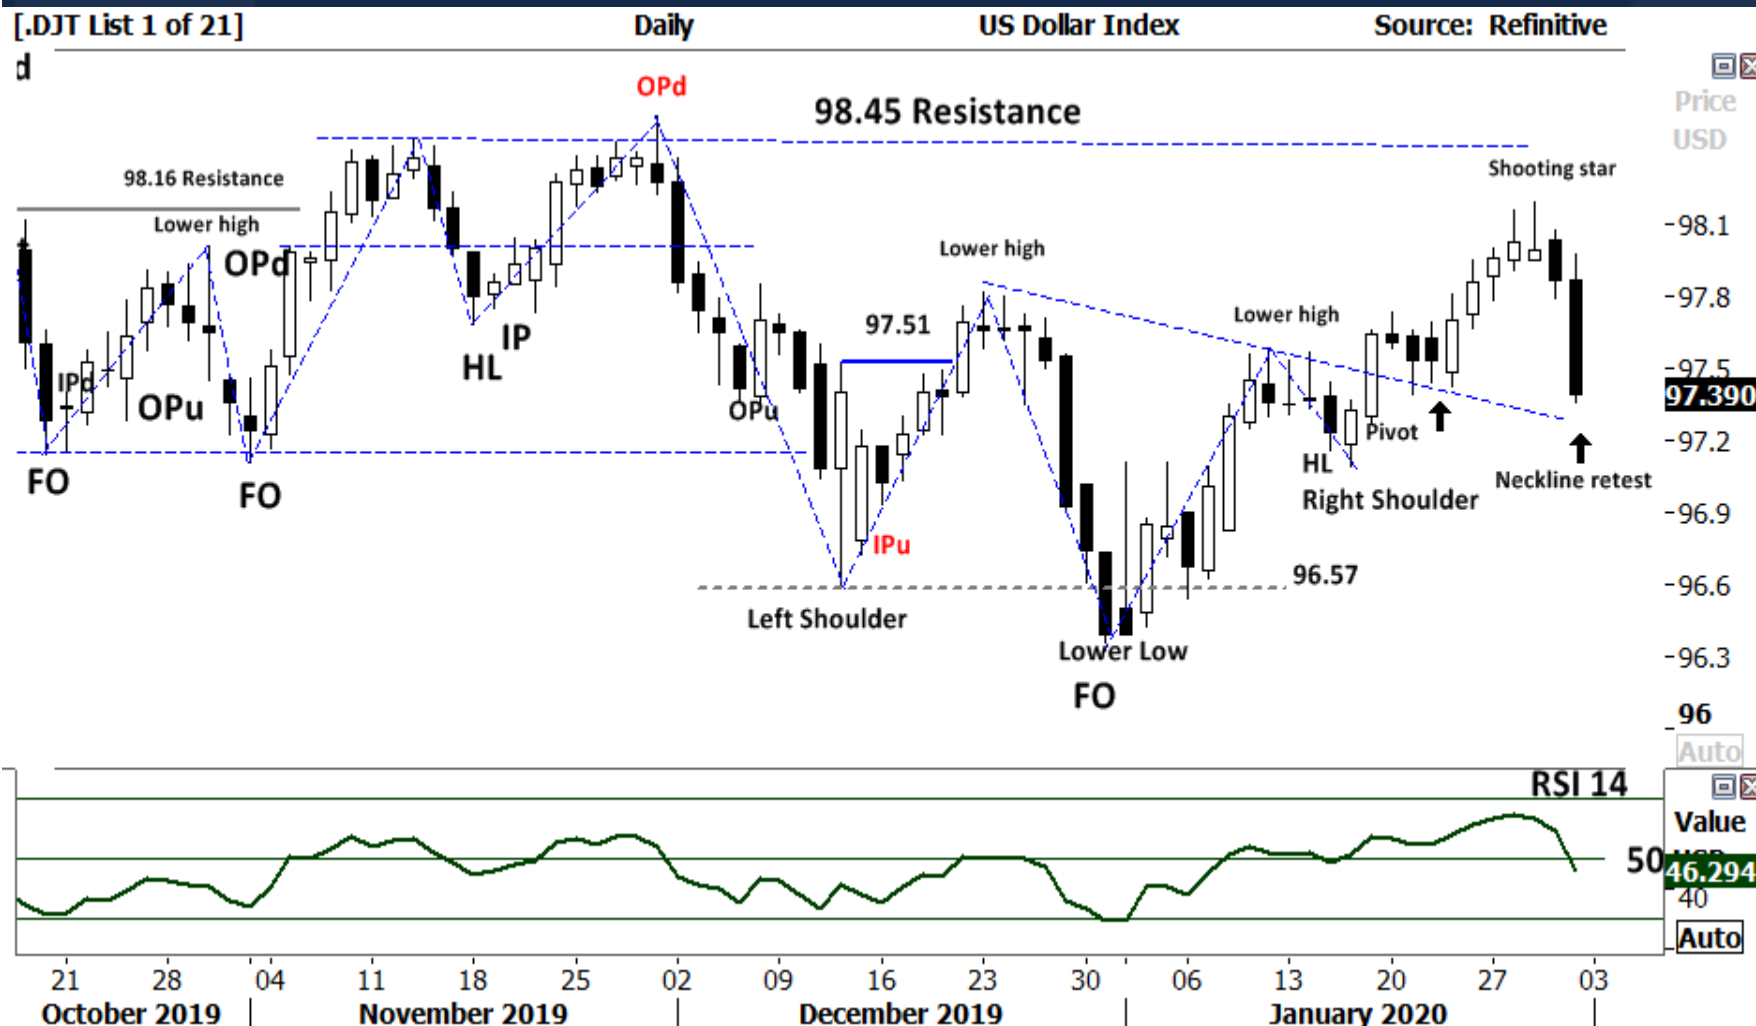 [.DJT List 1 of 21] Daily US Dollar Index Source: Refinitive
d
OPd
98.45 Resistance
Price
USD
98.16 Resistance
Shooting star
Lower high
OPd
Lower high
98.1
97.8
97.51
Lower high
IPd
OPu
IP
HL
OPu
97.5
97.390
Pivot
97.2
HL
FO
FO
Right Shoulder
Neckline retest
96.9
IPu
96.57
96.6
Left Shoulder
Lower Low
96.3
FO
96
Auto
RSI 14
Value
50
46.294
40
Auto
21 28 04 11 18 25 02 09 16 23 30 06 13 20 27 03
October 2019 November 2019 December 2019 January 2020